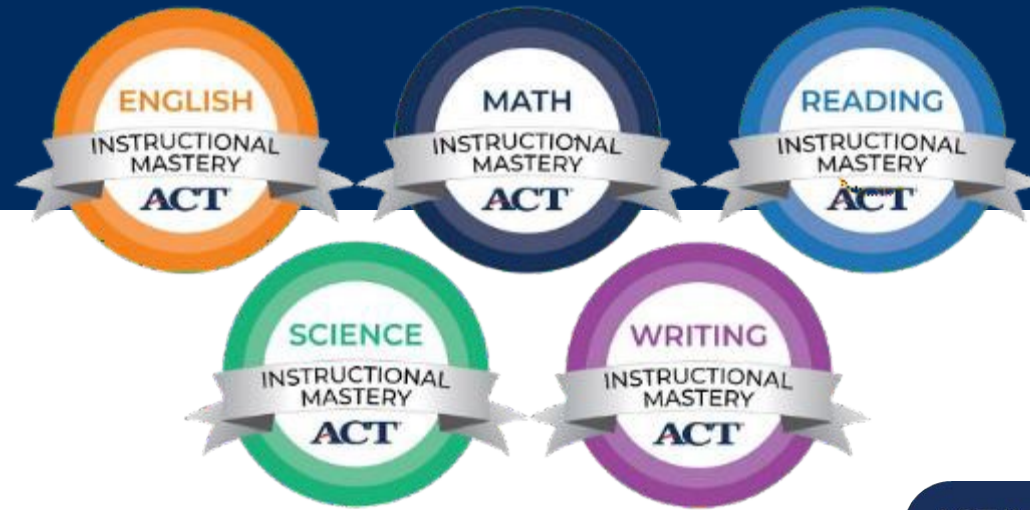 ENGLISH
INSTRUCTIONAL
MASTERY
ACT
MATH
INSTRUCTIONAL
MASTERY
ACT
READING
INSTRUCTIONAL
MASTERY
ACT
SCIENCE
INSTRUCTIONAL
MASTERY
ACT
WRITING
INSTRUCTIONAL
MASTERY
ACT